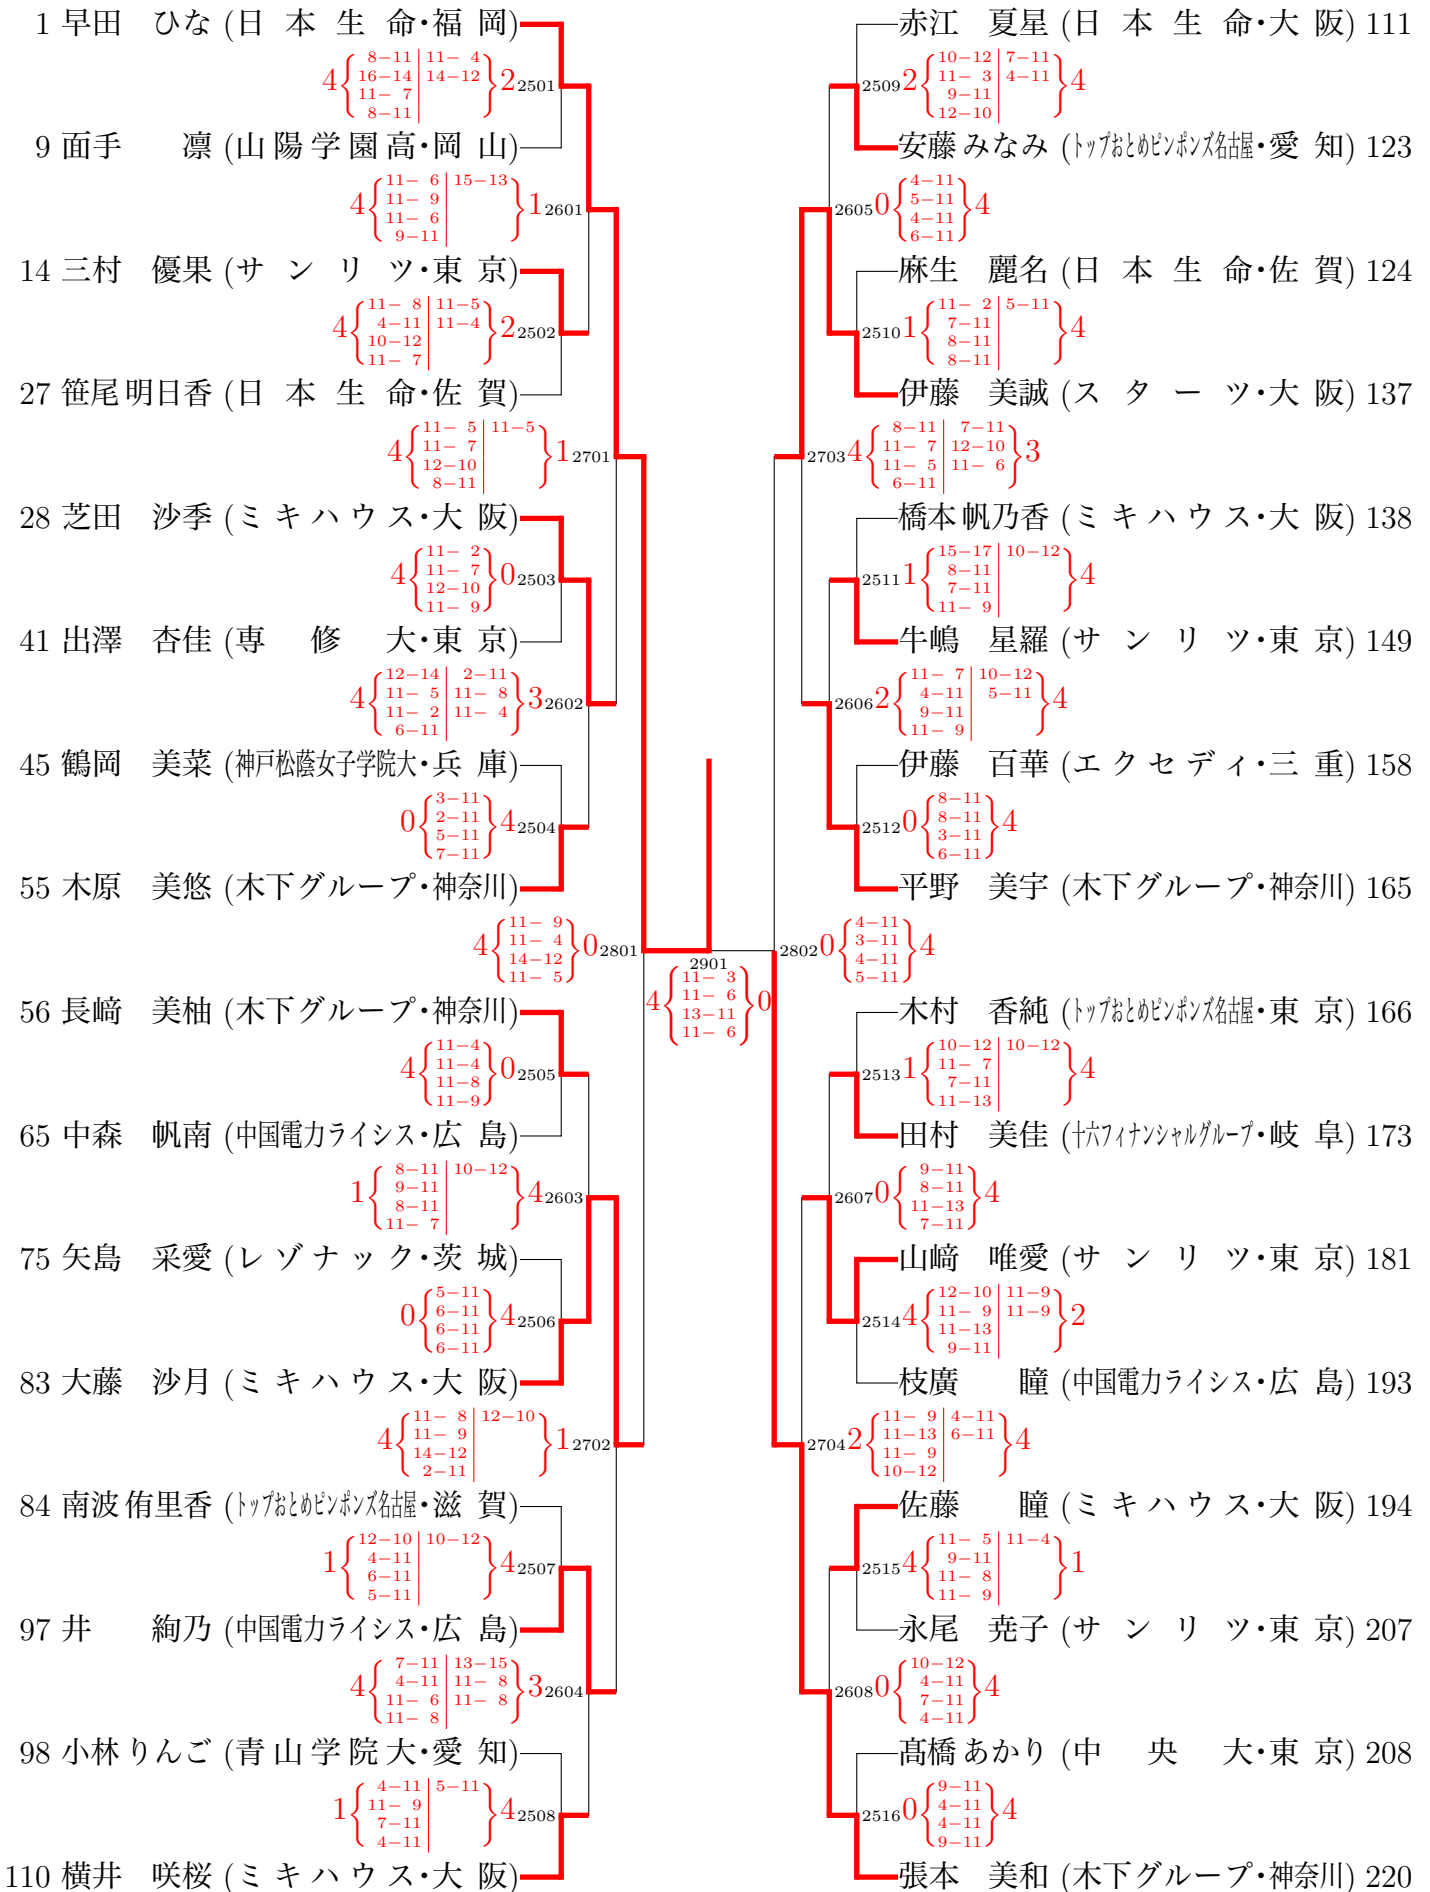 1 早田 ひな (日本生命・福岡)
4 8-11 11-4 2 2501
16-14 14-12
11-7
8-11
9 面手 凛 (山陽学園高・岡山)
4 11-6 15-13 1 2601
11-9
11-6
9-11
14 三村 優果 (サンリツ・東京)
4 11-8 11-5 2 2502
4-11 11-4
10-12
11-7
27 笹尾明日香 (日本生命・佐賀)
4 11-5 11-5 1 2701
11-7
12-10
8-11
28 芝田 沙季 (ミキハウス・大阪)
4 11-2 0 2503
11-7
12-10
11-9
41 出澤 杏佳 (専修大・東京)
4 12-14 2-11 3 2602
11-5 11-8
11-2 11-4
6-11
45 鶴岡 美菜 (神戸松蔭女子学院大・兵庫)
0 3-11 4 2504
2-11
5-11
7-11
55 木原 美悠 (木下グループ・神奈川)
4 11-9 0 2801
11-4
14-12
11-5
56 長﨑 美柚 (木下グループ・神奈川)
4 11-4 0 2505
11-4
11-8
11-9
65 中森 帆南 (中国電力ライシス・広島)
1 8-11 10-12 4 2603
9-11
8-11
11-7
75 矢島 采愛 (レゾナック・茨城)
0 5-11 4 2506
6-11
6-11
6-11
83 大藤 沙月 (ミキハウス・大阪)
4 11-8 12-10 1 2702
11-9
14-12
2-11
84 南波侑里香 (トップおとめピンポンズ名古屋・滋賀)
1 12-10 10-12 4 2507
4-11
6-11
5-11
97 井 絢乃 (中国電力ライシス・広島)
4 7-11 13-15 3 2604
4-11 11-8
11-6 11-8
11-8
98 小林りんご (青山学院大・愛知)
1 4-11 5-11 4 2508
11-9
7-11
4-11
110 横井 咲桜 (ミキハウス・大阪)
2901
4 11-3 0
11-6
13-11
11-6
赤江 夏星 (日本生命・大阪) 111
2509 2 10-12 7-11 4
11-3 4-11
9-11
12-10
安藤みなみ (トップおとめピンポンズ名古屋・愛知) 123
2605 0 4-11 4
5-11
4-11
6-11
麻生 麗名 (日本生命・佐賀) 124
2510 1 11-2 5-11 4
7-11
8-11
8-11
伊藤 美誠 (スターツ・大阪) 137
2703 4 8-11 7-11 3
11-7 12-10
11-5 11-6
6-11
橋本帆乃香 (ミキハウス・大阪) 138
2511 1 15-17 10-12 4
8-11
7-11
11-9
牛嶋 星羅 (サンリツ・東京) 149
2606 2 11-7 10-12 4
4-11 5-11
9-11
11-9
伊藤 百華 (エクセディ・三重) 158
2512 0 8-11 4
8-11
3-11
6-11
平野 美宇 (木下グループ・神奈川) 165
2802 0 4-11 4
3-11
4-11
5-11
木村 香純 (トップおとめピンポンズ名古屋・東京) 166
2513 1 10-12 10-12 4
11-7
7-11
11-13
田村 美佳 (十六フィナンシャルグループ・岐阜) 173
2607 0 9-11 4
8-11
11-13
7-11
山﨑 唯愛 (サンリツ・東京) 181
2514 4 12-10 11-9 2
11-9 11-9
11-13
9-11
枝廣 瞳 (中国電力ライシス・広島) 193
2704 2 11-9 4-11 4
11-13 6-11
11-9
10-12
佐藤 瞳 (ミキハウス・大阪) 194
2515 4 11-5 11-4 1
9-11
11-8
11-9
永尾 尭子 (サンリツ・東京) 207
2608 0 10-12 4
4-11
7-11
4-11
髙橋あかり (中央大・東京) 208
2516 0 9-11 4
4-11
4-11
9-11
張本 美和 (木下グループ・神奈川) 220